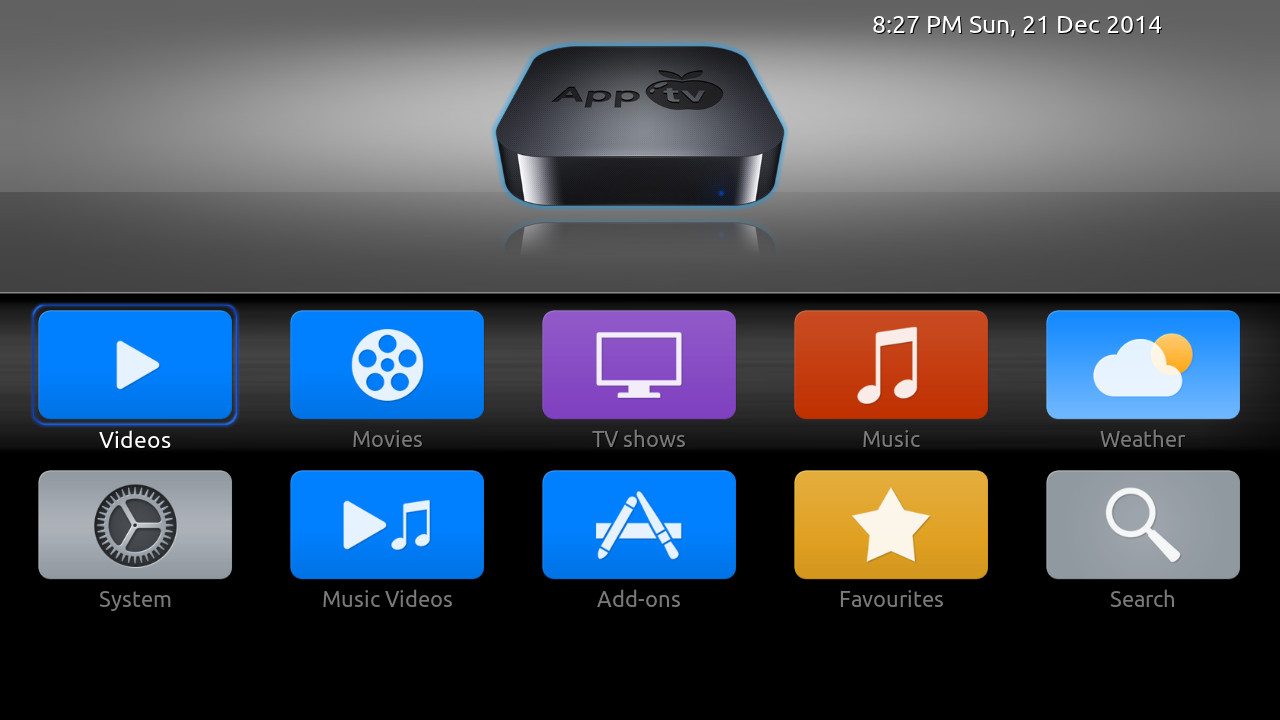 8:27 PM Sun, 21 Dec 2014
App tv
Videos
Movies
TV shows
Music
Weather
System
Music Videos
Add-ons
Favourites
Search